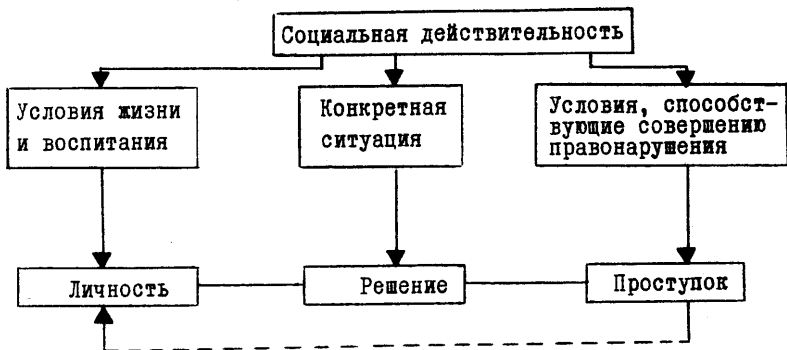 Социальная действительность
Условия жизни
и воспитания
Конкретная
ситуация
Условия, способст-
вующие совершению
правонарушения
Личность
Решение
Проступок